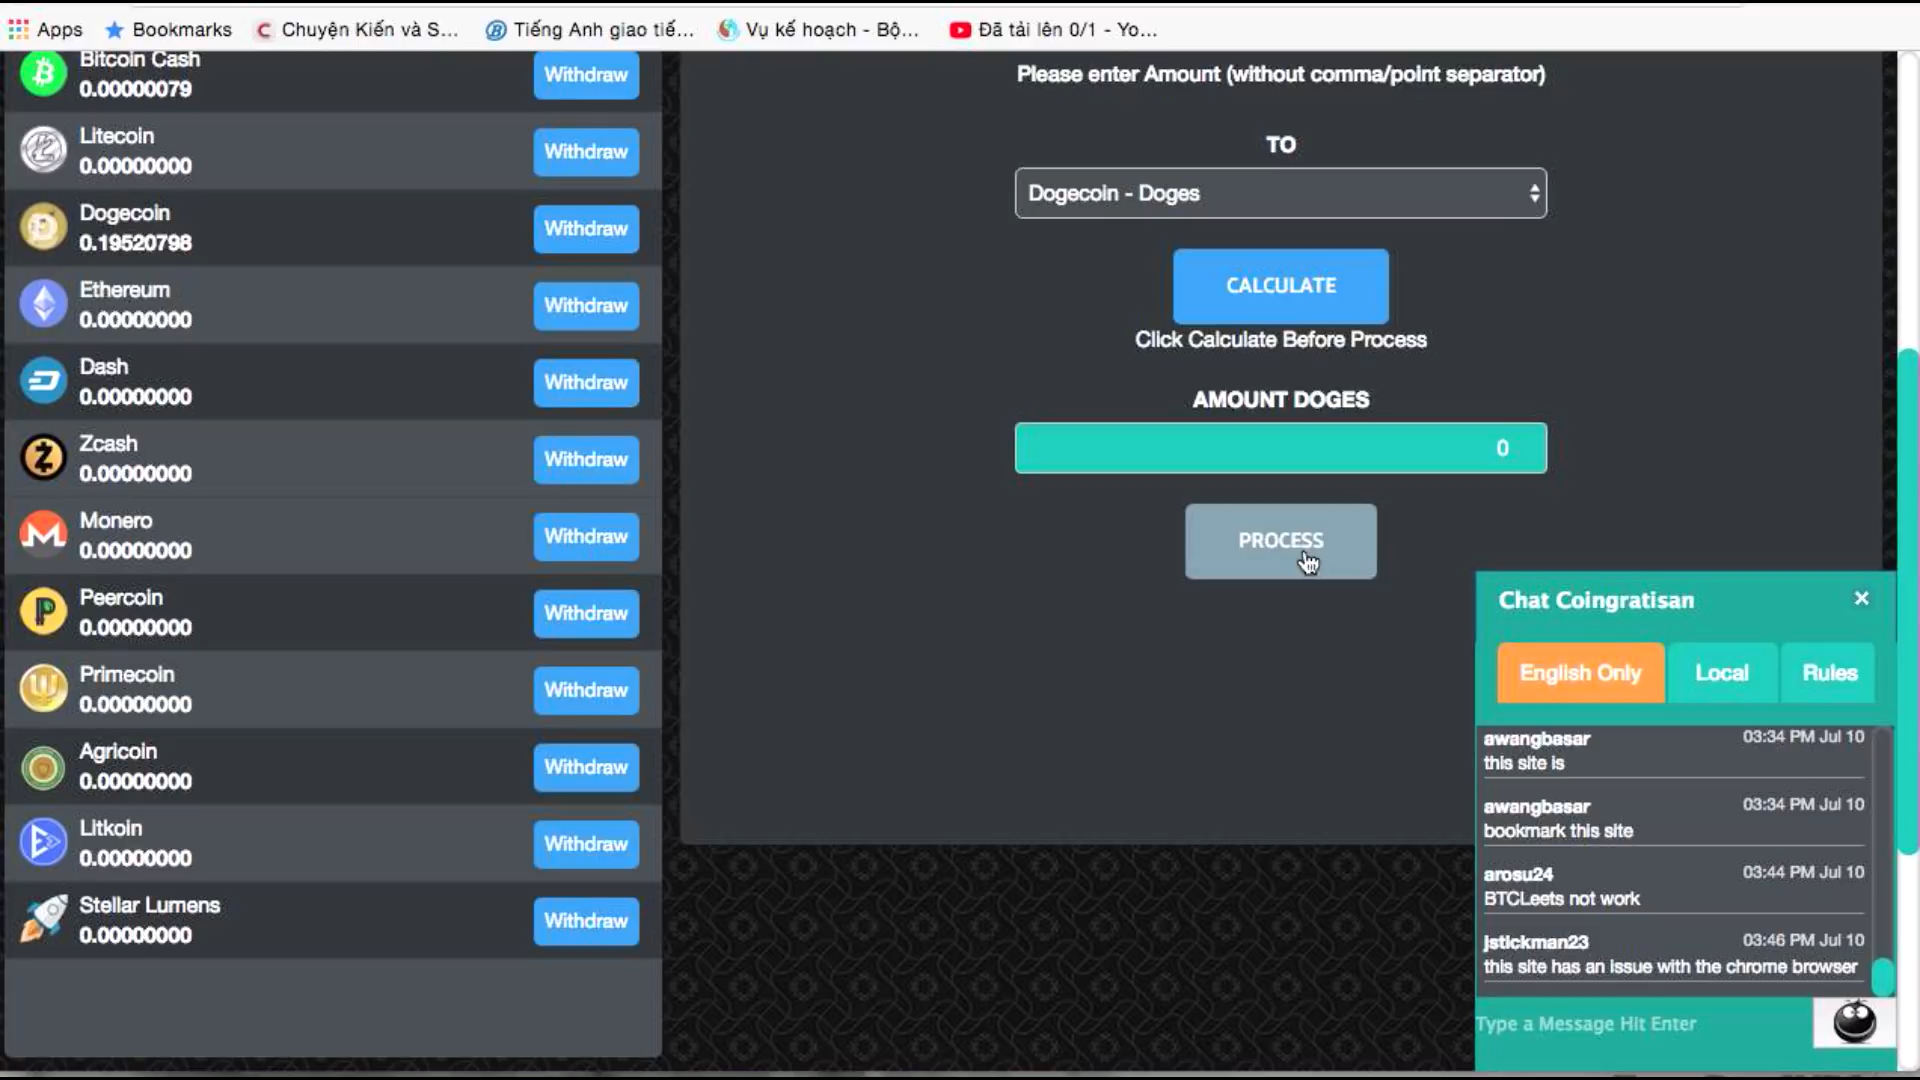 Apps
Bookmarks
Chuyện Kiến và S...
Tiếng Anh giao tiế...
Vụ kế hoạch - Bộ...
Đã tải lên 0/1 - Yo...
Bitcoin Cash
0.00000079
Withdraw
Litecoin
0.00000000
Withdraw
Dogecoin
0.19520798
Withdraw
Ethereum
0.00000000
Withdraw
Dash
0.00000000
Withdraw
Zcash
0.00000000
Withdraw
Monero
0.00000000
Withdraw
Peercoin
0.00000000
Withdraw
Primecoin
0.00000000
Withdraw
Agricoin
0.00000000
Withdraw
Litkoin
0.00000000
Withdraw
Stellar Lumens
0.00000000
Withdraw
Please enter Amount (without comma/point separator)
TO
Dogecoin - Doges
CALCULATE
Click Calculate Before Process
AMOUNT DOGES
0
PROCESS
Chat Coingratisan
×
English Only
Local
Rules
awangbasar 03:34 PM Jul 10
this site is
awangbasar 03:34 PM Jul 10
bookmark this site
arosu24 03:44 PM Jul 10
BTCLeets not work
jstickman23 03:46 PM Jul 10
this site has an issue with the chrome browser
Type a Message Hit Enter